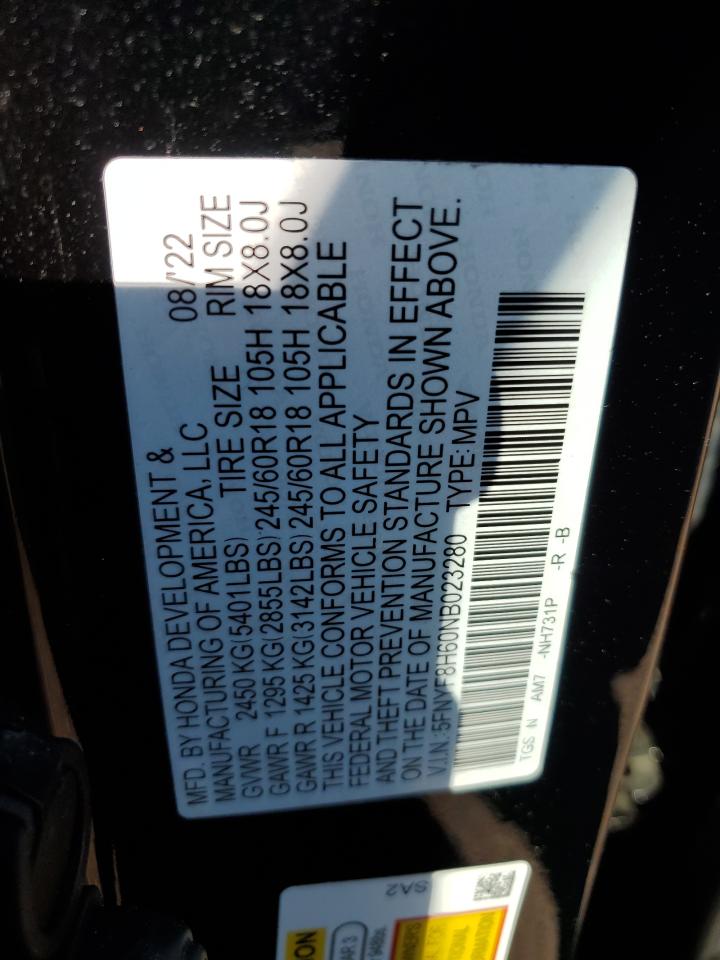 MFD. BY HONDA DEVELOPMENT & 08/'22
MANUFACTURING OF AMERICA, LLC
GVWR 2450 KG(5401LBS) TIRE SIZE RIM SIZE
GAWR F 1295 KG(2855LBS) 245/60R18 105H 18X8.0J
GAWR R 1425 KG(3142LBS) 245/60R18 105H 18X8.0J
THIS VEHICLE CONFORMS TO ALL APPLICABLE
FEDERAL MOTOR VEHICLE SAFETY
AND THEFT PREVENTION STANDARDS IN EFFECT
ON THE DATE OF MANUFACTURE SHOWN ABOVE.
V.I.N.:5FNYF8H60NB023280 TYPE:MPV
TGS N AM7 -NH731P -R -B
SA2